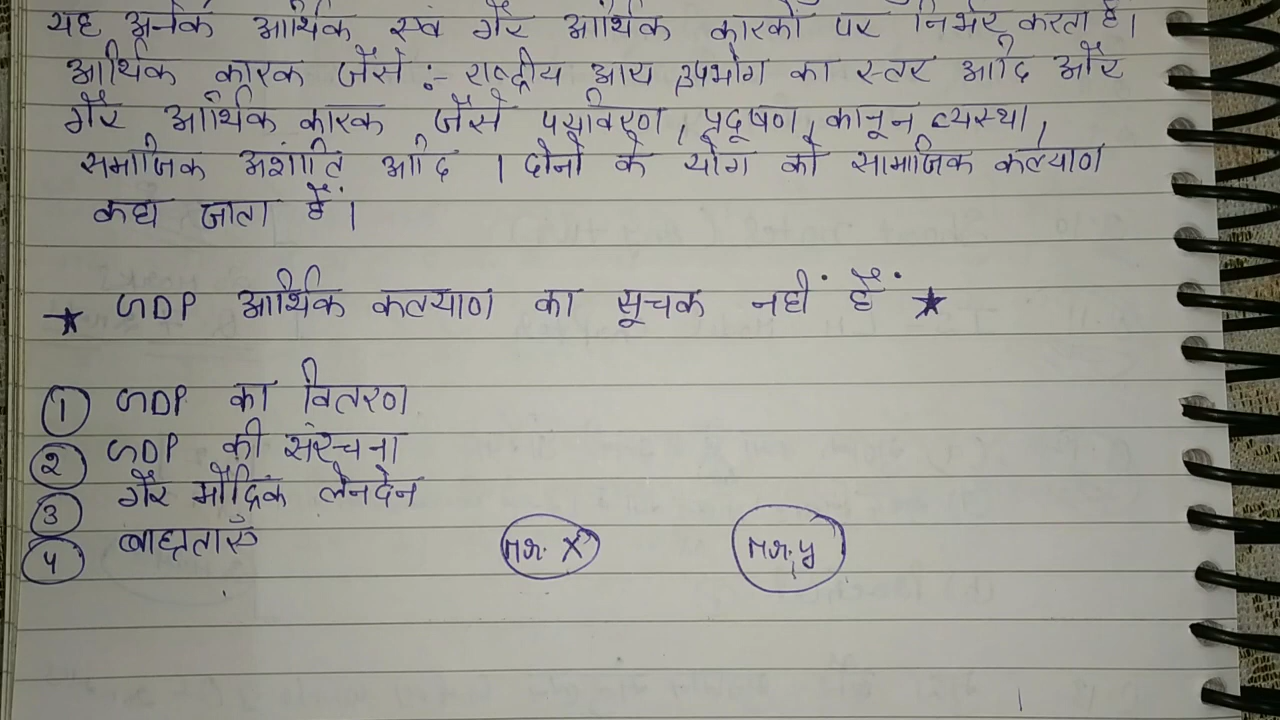 यह अनेक आर्थिक एवं गैर आर्थिक कारकों पर निर्भर करता है।
आर्थिक कारक जैसे :- राष्ट्रीय आय, उपभोग का स्तर आदि और
गैर आर्थिक कारक जैसे पर्यावरण, प्रदूषण, कानून व्यस्था,
समाजिक अशांति आदि । दोनो के योग को सामाजिक कल्याण
कहा जाता हैं।
★ GDP आर्थिक कल्याण का सूचक नहीं हैं ★
① GDP का वितरण
② GDP की संरचना
③ गैर मौद्रिक लेनदेन
④ बाह्यताएँ
Mr. X Mr. y